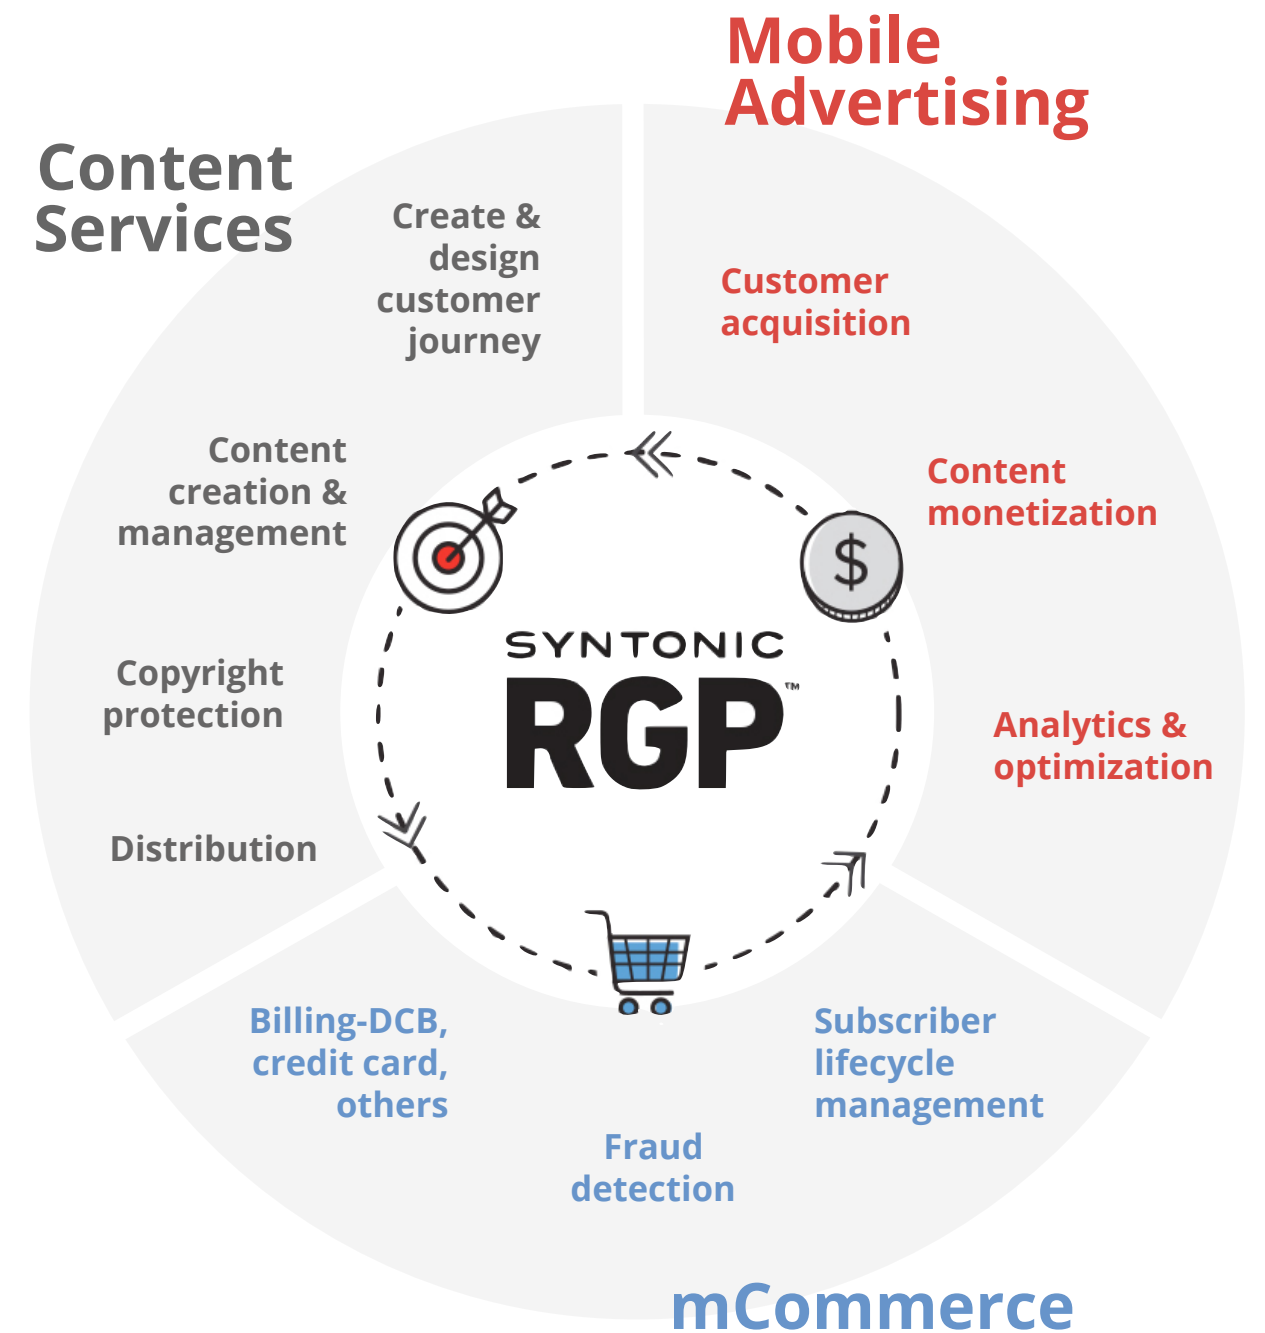 Mobile
Advertising
Content
Services
Create &
design
customer
journey
Customer
acquisition
Content
creation &
management
Content
monetization
$
SYNTONIC
RGP™
Copyright
protection
Analytics &
optimization
Distribution
Billing-DCB,
credit card,
others
Subscriber
lifecycle
management
Fraud
detection
mCommerce